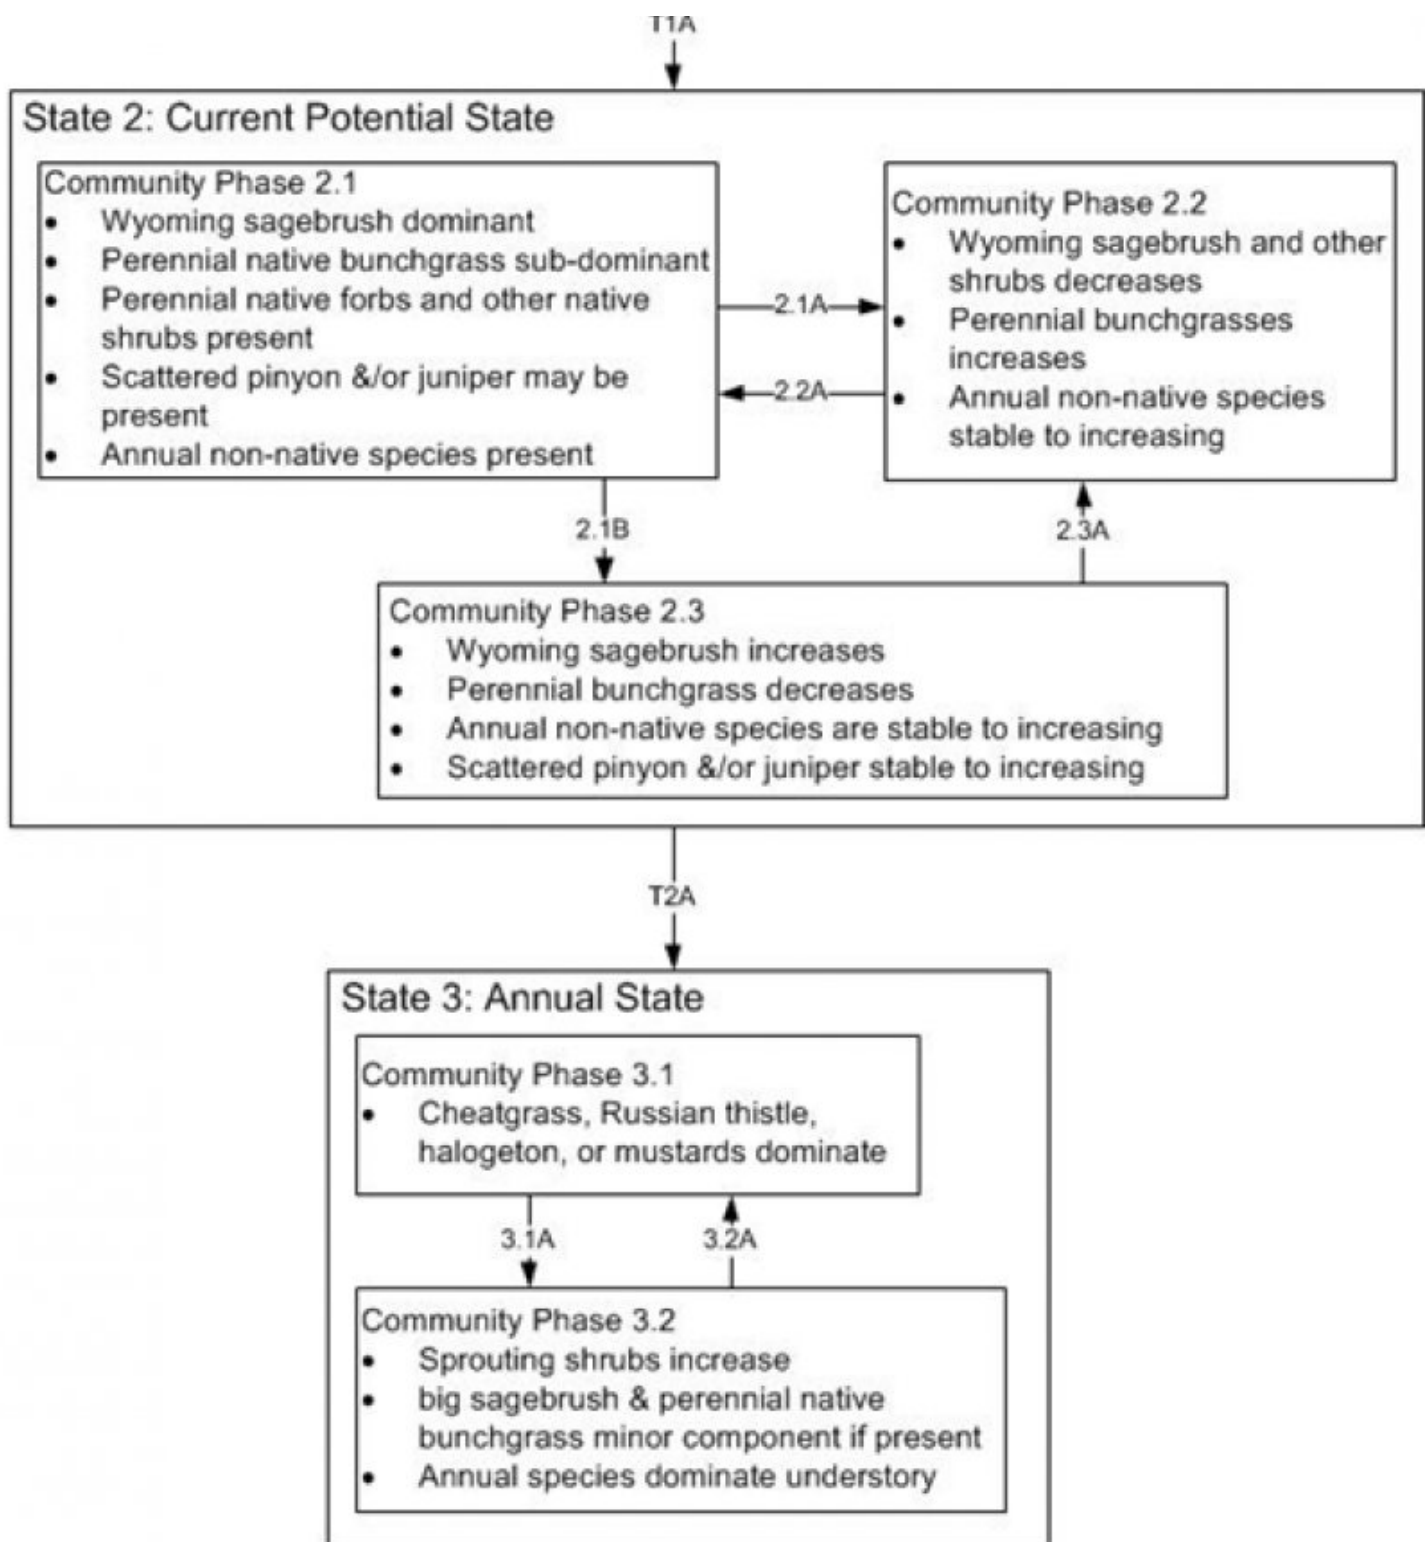 T1A
State 2: Current Potential State
Community Phase 2.1
• Wyoming sagebrush dominant
• Perennial native bunchgrass sub-dominant
• Perennial native forbs and other native
shrubs present
• Scattered pinyon &/or juniper may be
present
• Annual non-native species present
2.1A
2.2A
Community Phase 2.2
• Wyoming sagebrush and other
shrubs decreases
• Perennial bunchgrasses
increases
• Annual non-native species
stable to increasing
2.1B
2.3A
Community Phase 2.3
• Wyoming sagebrush increases
• Perennial bunchgrass decreases
• Annual non-native species are stable to increasing
• Scattered pinyon &/or juniper stable to increasing
T2A
State 3: Annual State
Community Phase 3.1
• Cheatgrass, Russian thistle,
halogeton, or mustards dominate
3.1A
3.2A
Community Phase 3.2
• Sprouting shrubs increase
• big sagebrush & perennial native
bunchgrass minor component if present
• Annual species dominate understory